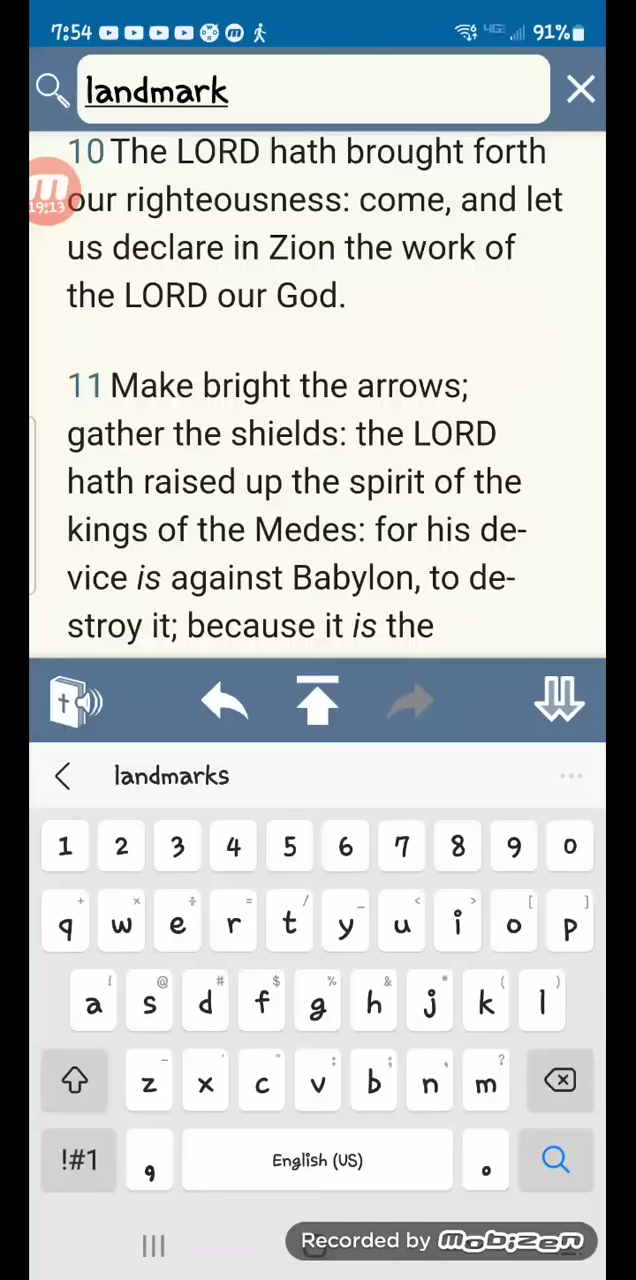 7:54 4GE 91%
landmark
10 The LORD hath brought forth
19:13
our righteousness: come, and let
us declare in Zion the work of
the LORD our God.
11 Make bright the arrows;
gather the shields: the LORD
hath raised up the spirit of the
kings of the Medes: for his de-
vice is against Babylon, to de-
stroy it; because it is the
landmarks
1 2 3 4 5 6 7 8 9 0
+ × ÷ = / _ < > [ ]
q w e r t y u i o p
! @ # $ % & * ( )
a s d f g h j k l
- ' " : ; , ?
z x c v b n m
!#1 , English (US) .
Recorded by mobizen